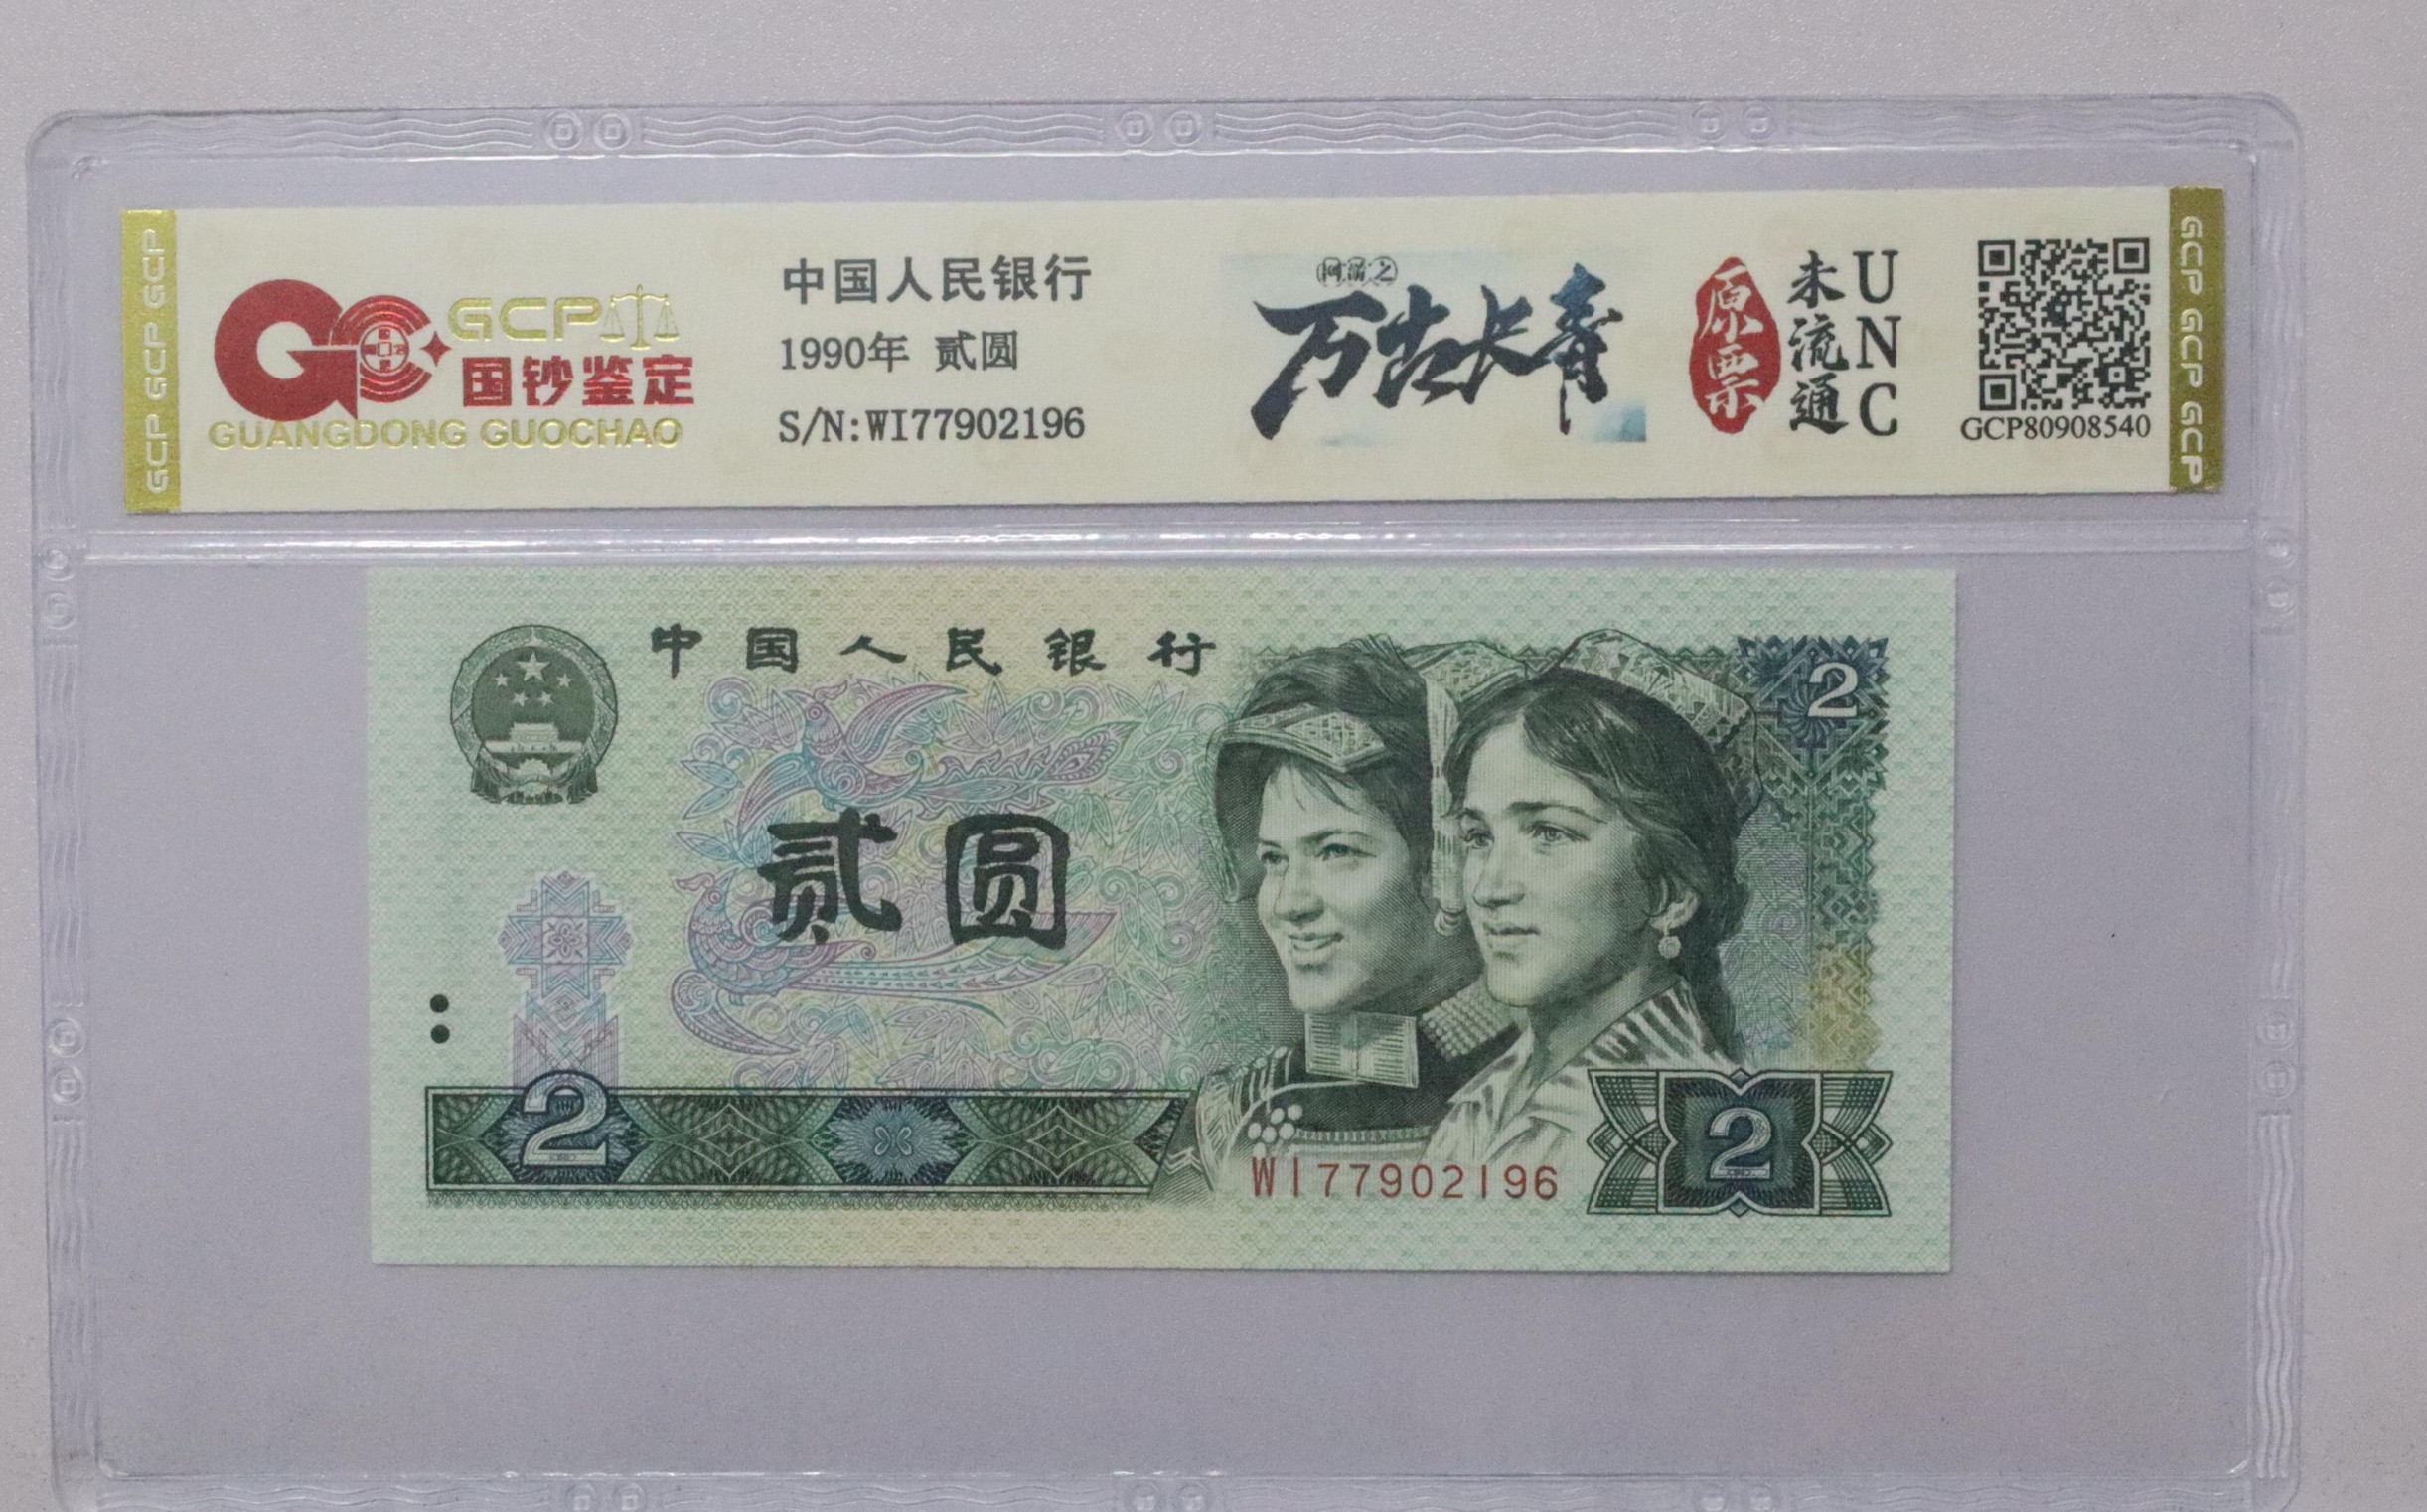 GCP GCP GCP
GCP
国钞鉴定
GUANGDONG GUOCHAO
中国人民银行
1990年 贰圆
S/N:WI77902196
万古长青
原票
未流通
UNC
GCP80908540
GCP GCP GCP
中国人民银行
2
贰圆
2
WI77902196
2